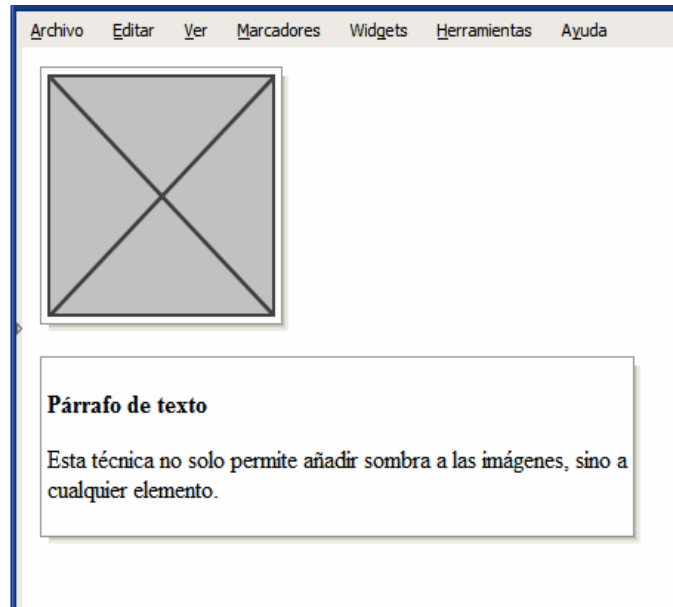 Archivo Editar Ver Marcadores Widgets Herramientas Ayuda
Párrafo de texto
Esta técnica no solo permite añadir sombra a las imágenes, sino a
cualquier elemento.